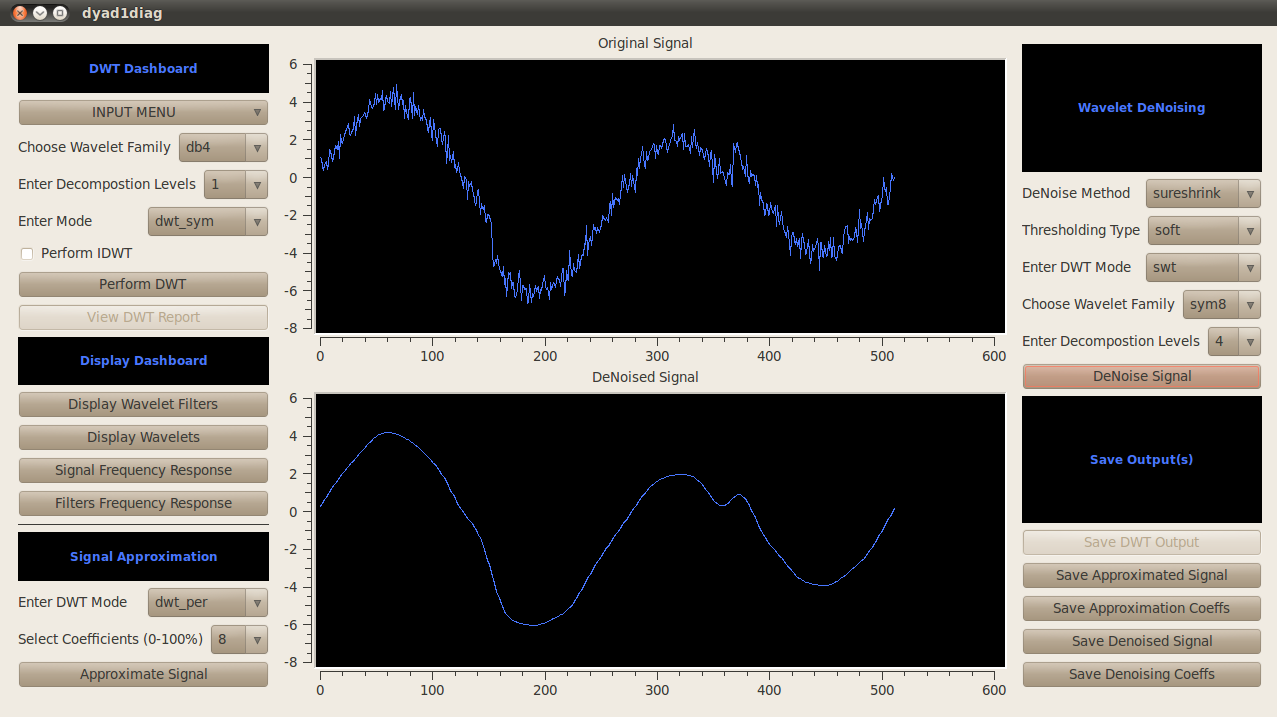 dyad1diag
DWT Dashboard
INPUT MENU
Choose Wavelet Family db4
Enter Decompostion Levels 1
Enter Mode dwt_sym
Perform IDWT
Perform DWT
View DWT Report
Display Dashboard
Display Wavelet Filters
Display Wavelets
Signal Frequency Response
Filters Frequency Response
Signal Approximation
Enter DWT Mode dwt_per
Select Coefficients (0-100%) 8
Approximate Signal
Original Signal
6
4
2
0
-2
-4
-6
-8
0 100 200 300 400 500 600
DeNoised Signal
6
4
2
0
-2
-4
-6
-8
0 100 200 300 400 500 600
Wavelet DeNoising
DeNoise Method sureshrink
Thresholding Type soft
Enter DWT Mode swt
Choose Wavelet Family sym8
Enter Decompostion Levels 4
DeNoise Signal
Save Output(s)
Save DWT Output
Save Approximated Signal
Save Approximation Coeffs
Save Denoised Signal
Save Denoising Coeffs